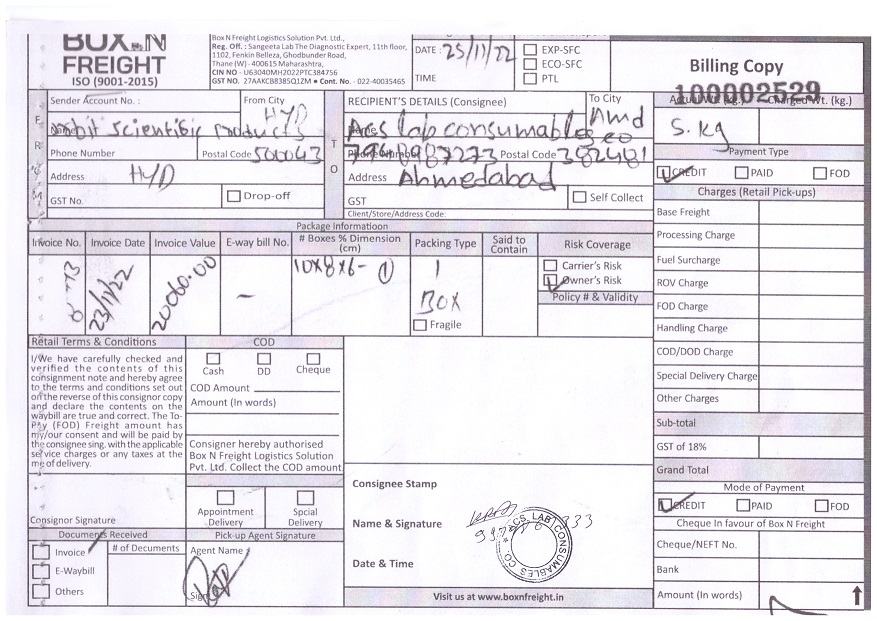 BOX N
FREIGHT
ISO (9001-2015)
Box N Freight Logistics Solution Pvt. Ltd.,
Reg. Off. : Sangeeta Lab The Diagnostic Expert, 11th floor,
1102, Fenkin Belleza, Ghodbunder Road,
Thane (W) - 400615 Maharashtra,
CIN NO - U63040MH2022PTC384756
GST NO. 27AAKCB8385Q1ZM • Cont. No. - 022-40035465
DATE : 25/11/22
TIME
EXP-SFC
ECO-SFC
PTL
Billing Copy
100002529
Actual Wt. (kg.) Charged Wt. (kg.)
5. kg
Sender Account No. :
From City
HYD
Scientific products
Phone Number
Postal Code 500043
Address HYD
GST No.
Drop-off
TO
RECIPIENT'S DETAILS (Consignee)
To City
Amd
Acs lab consumables
Phone Number 7948987273 Postal Code 382481
Address Ahmedabad
GST
Self Collect
Client/Store/Address Code:
Payment Type
CREDIT PAID FOD
Charges (Retail Pick-ups)
Base Freight
Processing Charge
Fuel Surcharge
ROV Charge
FOD Charge
Handling Charge
COD/DOD Charge
Special Delivery Charge
Other Charges
Sub-total
GST of 18%
Grand Total
Package Informatioon
Invoice No. Invoice Date Invoice Value E-way bill No. # Boxes % Dimension (cm) Packing Type Said to Contain Risk Coverage
23/11/22
20060.00
-
10x8x6- 1
1
BOX
Fragile
Carrier's Risk
Owner's Risk
Policy # & Validity
Retail Terms & Conditions
I/We have carefully checked and
verified the contents of this
consignment note and hereby agree
to the terms and conditions set out
on the reverse of this consignor copy
and declare the contents on the
waybill are true and correct. The To-
Pay (FOD) Freight amount has
my/our consent and will be paid by
the consignee sing. with the applicable
service charges or any taxes at the
me of delivery.
Consignor Signature
COD
Cash DD Cheque
COD Amount
Amount (In words)
Consigner hereby authorised
Box N Freight Logistics Solution
Pvt. Ltd. Collect the COD amount
Appointment Delivery
Spcial Delivery
Documents Received
Invoice
E-Waybill
Others
# of Documents
Pick-up Agent Signature
Agent Name
Consignee Stamp
Name & Signature
CS LAB CONSUMABLES CO.
Date & Time
Visit us at www.boxnfreight.in
Mode of Payment
CREDIT PAID FOD
Cheque In favour of Box N Freight
Cheque/NEFT No.
Bank
Amount (In words)